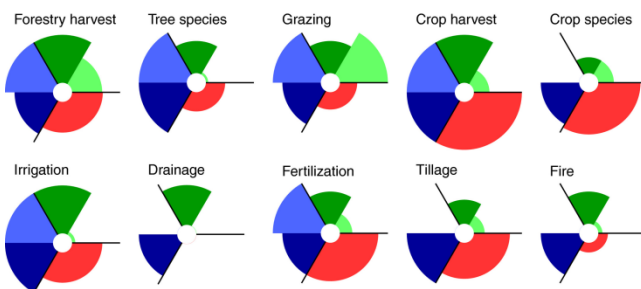 Forestry harvest
Tree species
Grazing
Crop harvest
Crop species
Irrigation
Drainage
Fertilization
Tillage
Fire